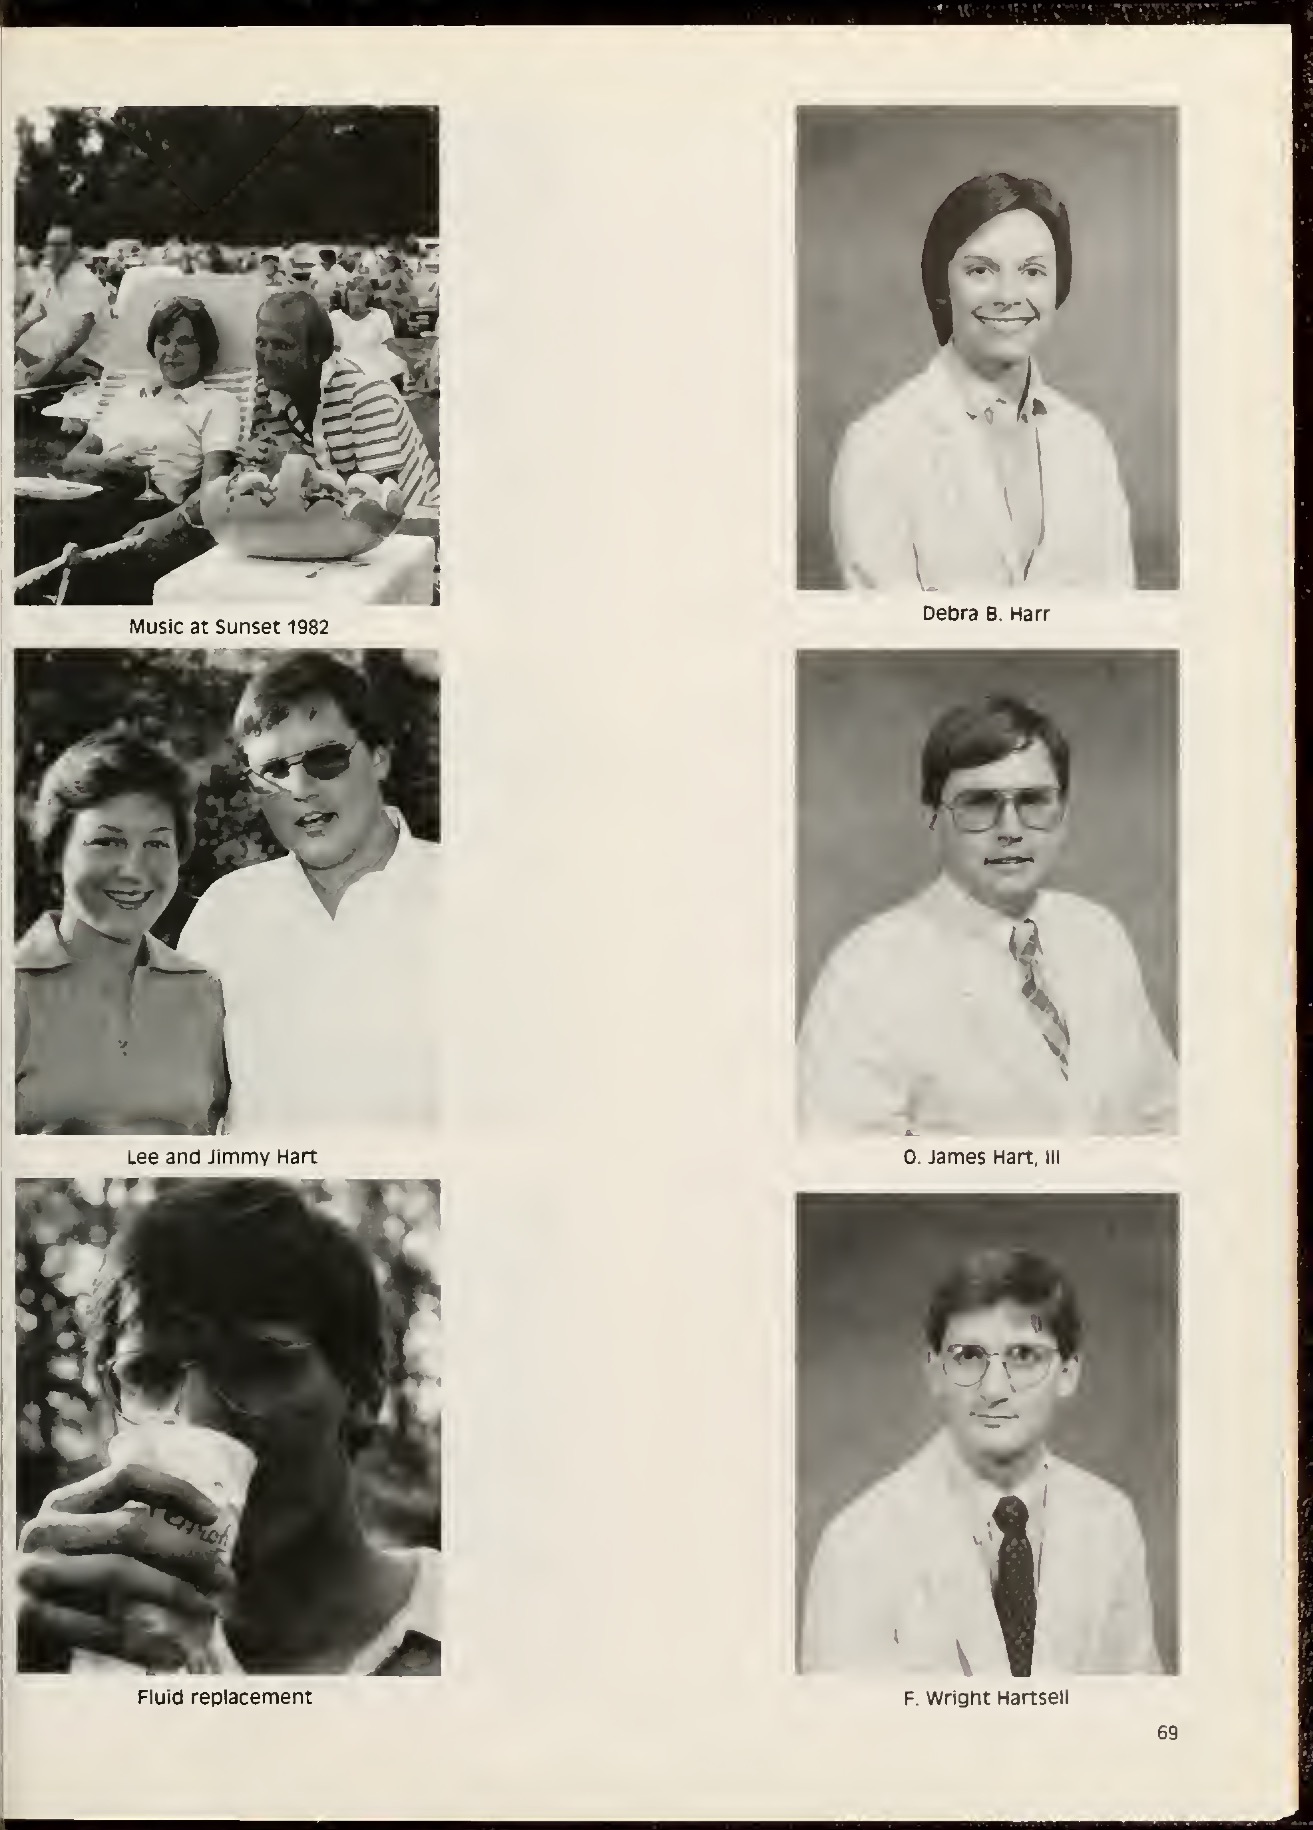 Music at Sunset 1982
Debra B. Harr
Lee and Jimmy Hart
O. James Hart, III
Fluid replacement
F. Wright Hartsell
69